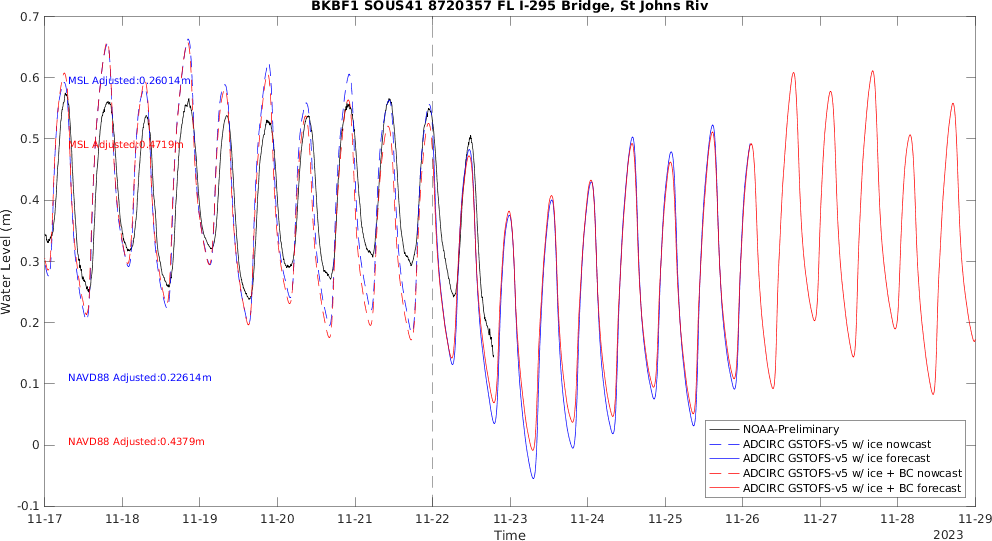 BKBF1 SOUS41 8720357 FL I-295 Bridge, St Johns Riv
0.7
0.6
0.5
0.4
0.3
0.2
0.1
0
-0.1
Water Level (m)
MSL Adjusted:0.26014m
MSL Adjusted:0.4719m
NAVD88 Adjusted:0.22614m
NAVD88 Adjusted:0.4379m
NOAA-Preliminary
ADCIRC GSTOFS-v5 w/ ice nowcast
ADCIRC GSTOFS-v5 w/ ice forecast
ADCIRC GSTOFS-v5 w/ ice + BC nowcast
ADCIRC GSTOFS-v5 w/ ice + BC forecast
11-17 11-18 11-19 11-20 11-21 11-22 11-23 11-24 11-25 11-26 11-27 11-28 11-29
Time
2023